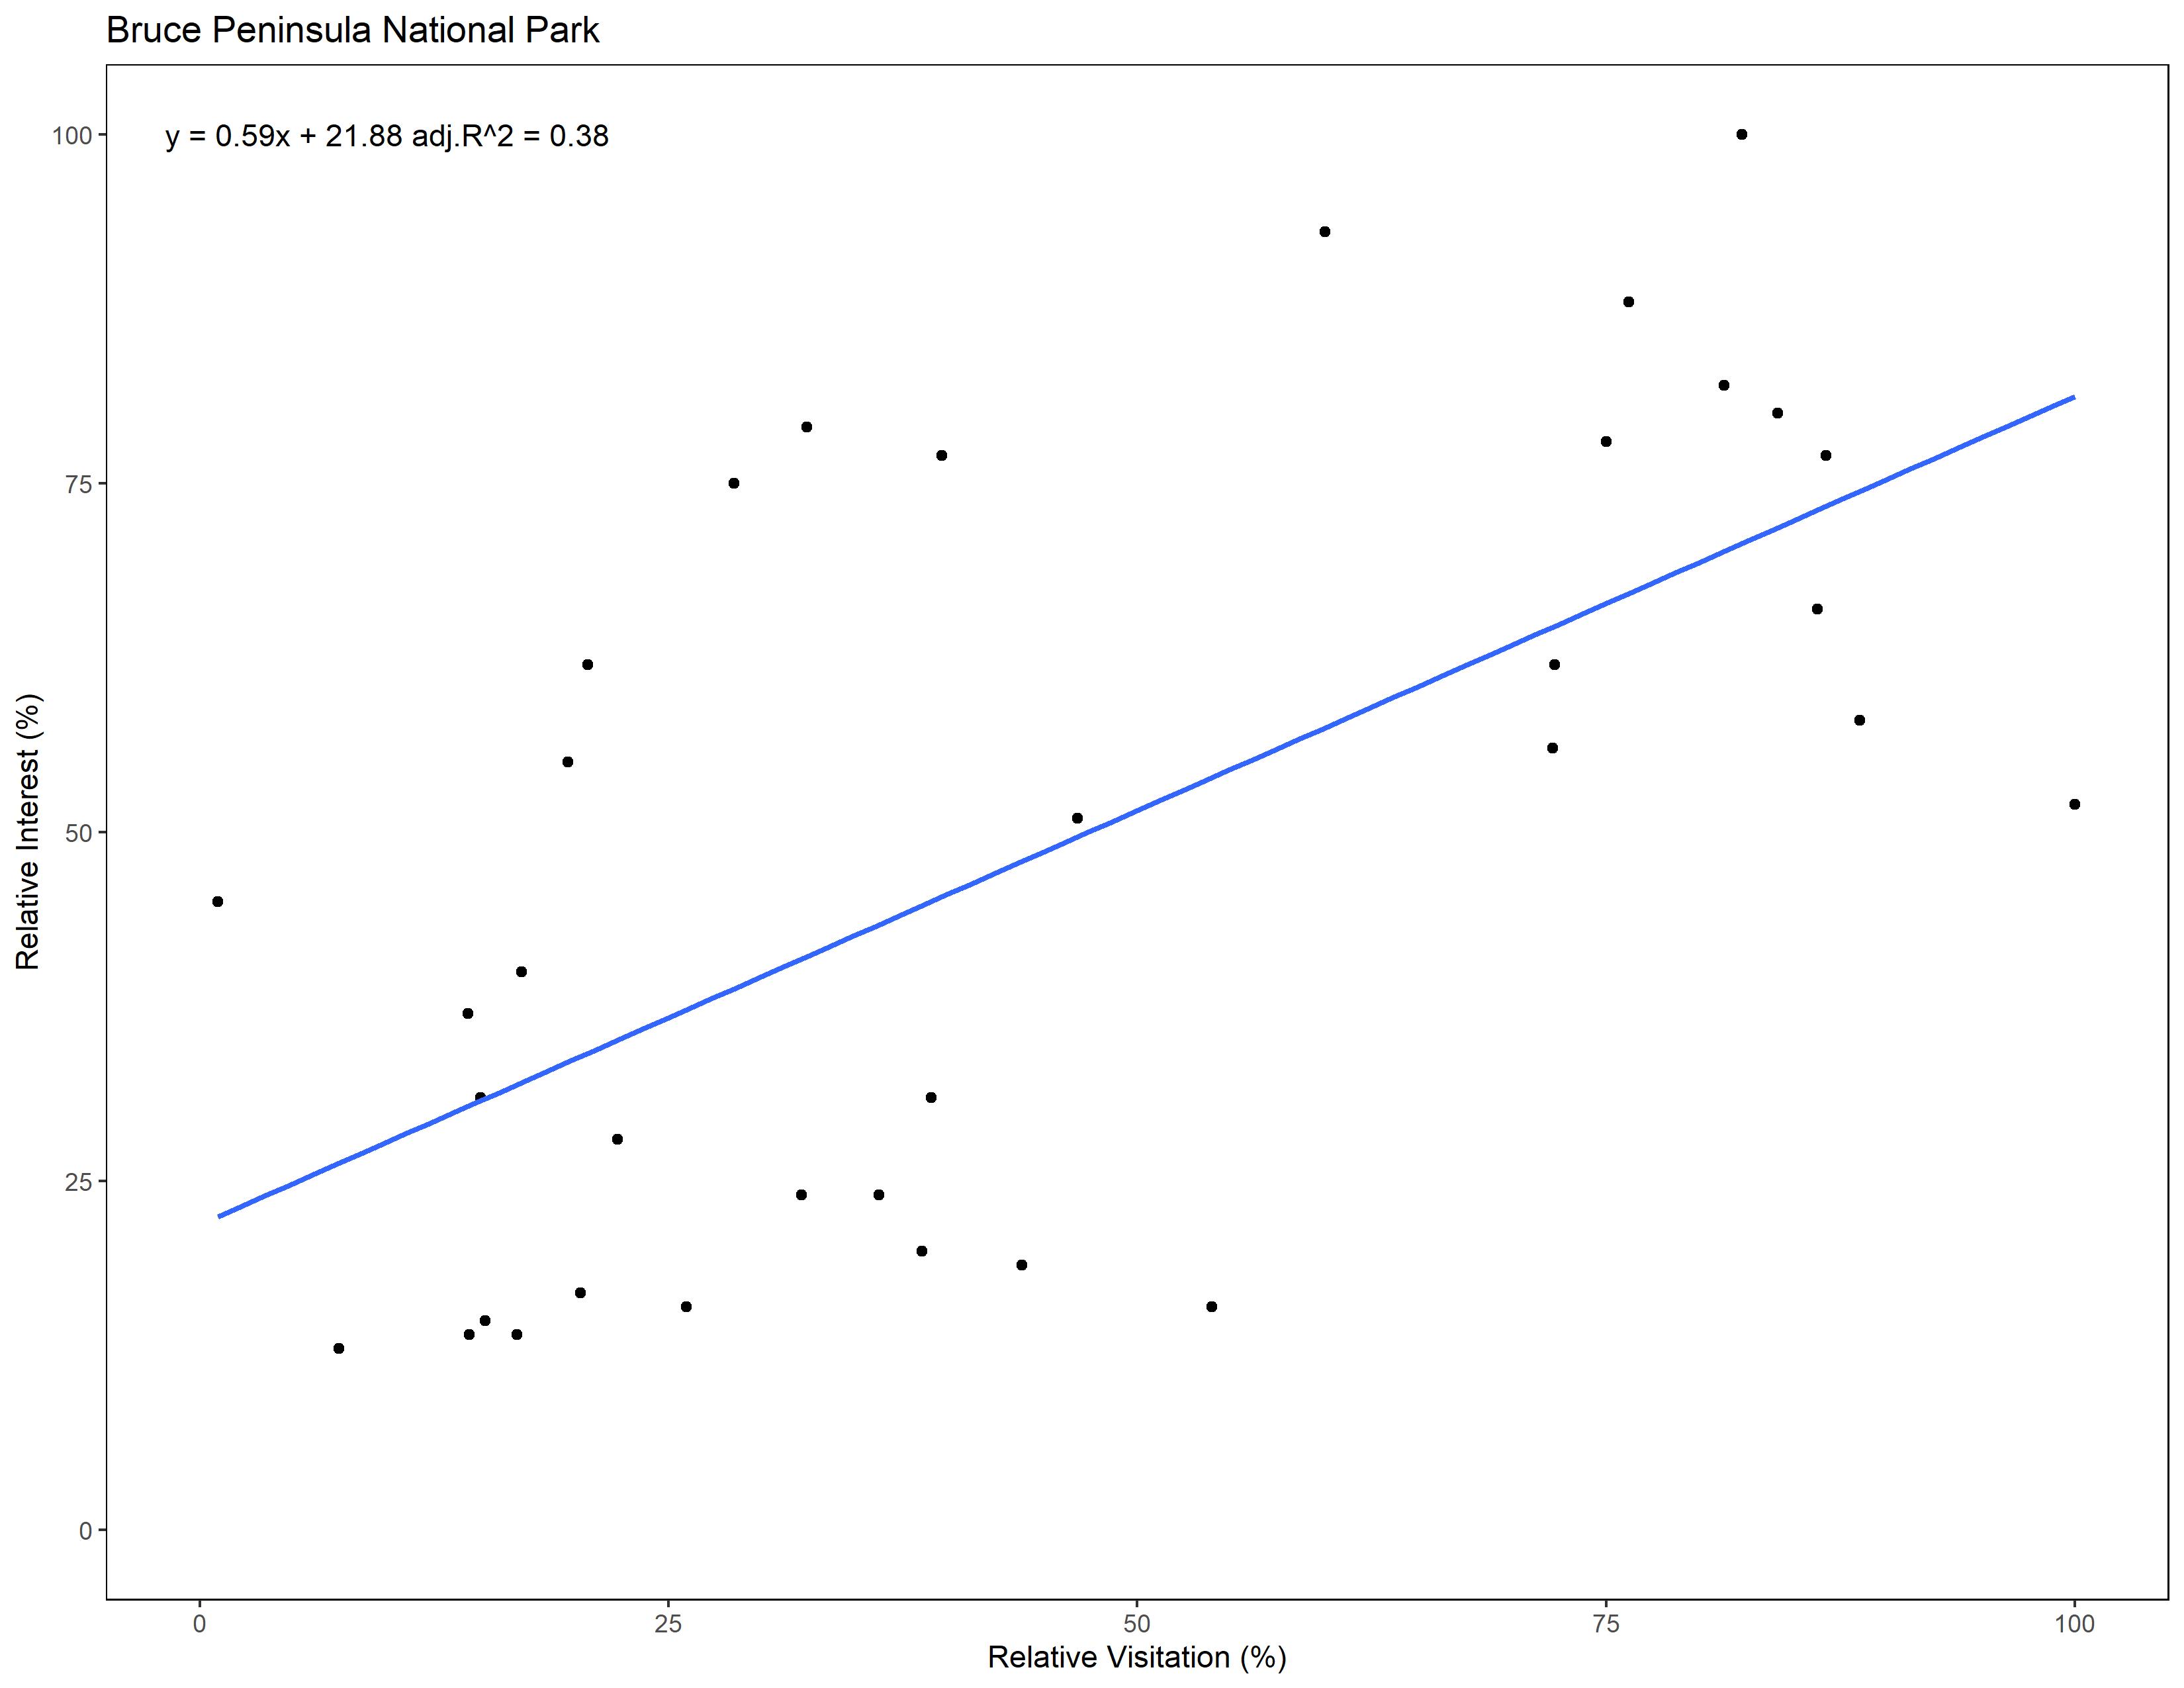 Bruce Peninsula National Park
y = 0.59x + 21.88 adj.R^2 = 0.38
100
75
50
25
0
Relative Interest (%)
0 25 50 75 100
Relative Visitation (%)